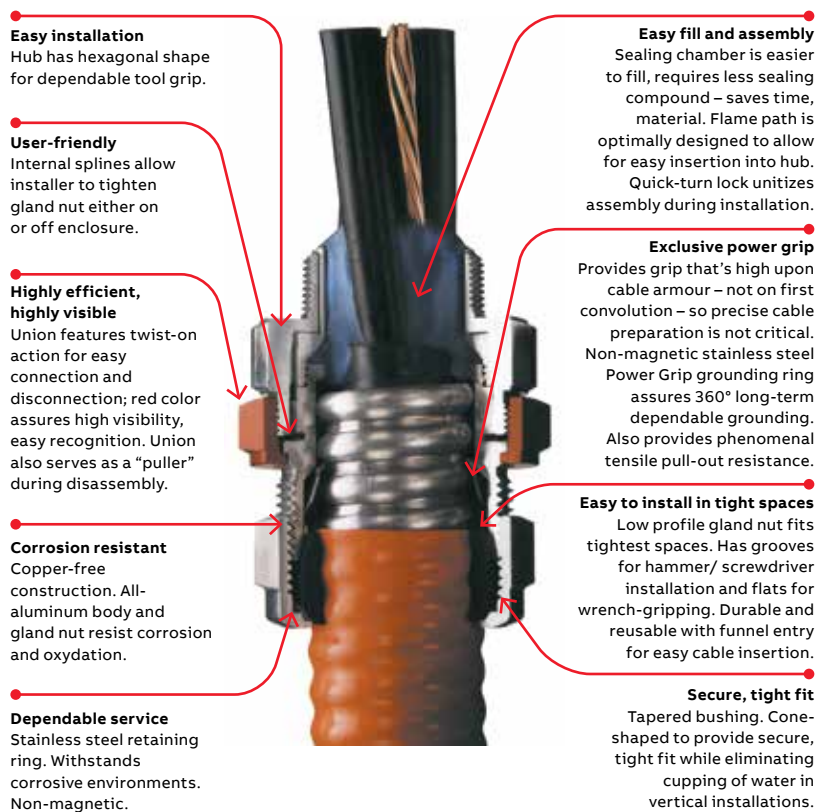 Easy installation
Hub has hexagonal shape
for dependable tool grip.
User-friendly
Internal splines allow
installer to tighten
gland nut either on
or off enclosure.
Highly efficient,
highly visible
Union features twist-on
action for easy
connection and
disconnection; red color
assures high visibility,
easy recognition. Union
also serves as a “puller”
during disassembly.
Corrosion resistant
Copper-free
construction. All-
aluminum body and
gland nut resist corrosion
and oxydation.
Dependable service
Stainless steel retaining
ring. Withstands
corrosive environments.
Non-magnetic.
Easy fill and assembly
Sealing chamber is easier
to fill, requires less sealing
compound – saves time,
material. Flame path is
optimally designed to allow
for easy insertion into hub.
Quick-turn lock unitizes
assembly during installation.
Exclusive power grip
Provides grip that’s high upon
cable armour – not on first
convolution – so precise cable
preparation is not critical.
Non-magnetic stainless steel
Power Grip grounding ring
assures 360° long-term
dependable grounding.
Also provides phenomenal
tensile pull-out resistance.
Easy to install in tight spaces
Low profile gland nut fits
tightest spaces. Has grooves
for hammer/ screwdriver
installation and flats for
wrench-gripping. Durable and
reusable with funnel entry
for easy cable insertion.
Secure, tight fit
Tapered bushing. Cone-
shaped to provide secure,
tight fit while eliminating
cupping of water in
vertical installations.